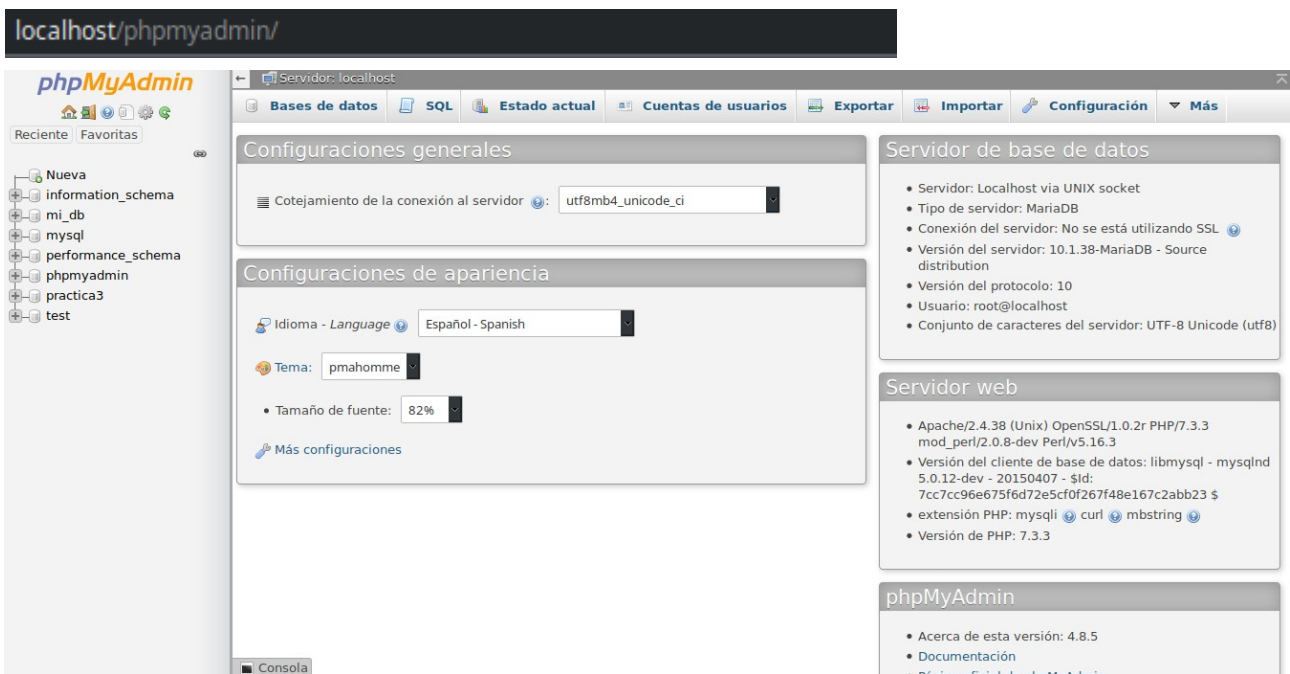 localhost/phpmyadmin/
phpMyAdmin
Reciente Favoritas
Nueva
information_schema
mi_db
mysql
performance_schema
phpmyadmin
practica3
test
Servidor: localhost
Bases de datos SQL Estado actual Cuentas de usuarios Exportar Importar Configuración Más
Configuraciones generales
Cotejamiento de la conexión al servidor : utf8mb4_unicode_ci
Configuraciones de apariencia
Idioma - Language Español - Spanish
Tema: pmahomme
• Tamaño de fuente: 82%
Más configuraciones
Consola
Servidor de base de datos
• Servidor: Localhost via UNIX socket
• Tipo de servidor: MariaDB
• Conexión del servidor: No se está utilizando SSL
• Versión del servidor: 10.1.38-MariaDB - Source
distribution
• Versión del protocolo: 10
• Usuario: root@localhost
• Conjunto de caracteres del servidor: UTF-8 Unicode (utf8)
Servidor web
• Apache/2.4.38 (Unix) OpenSSL/1.0.2r PHP/7.3.3
mod_perl/2.0.8-dev Perl/v5.16.3
• Versión del cliente de base de datos: libmysql - mysqlnd
5.0.12-dev - 20150407 - $Id:
7cc7cc96e675f6d72e5cf0f267f48e167c2abb23 $
• extensión PHP: mysqli curl mbstring
• Versión de PHP: 7.3.3
phpMyAdmin
• Acerca de esta versión: 4.8.5
• Documentación